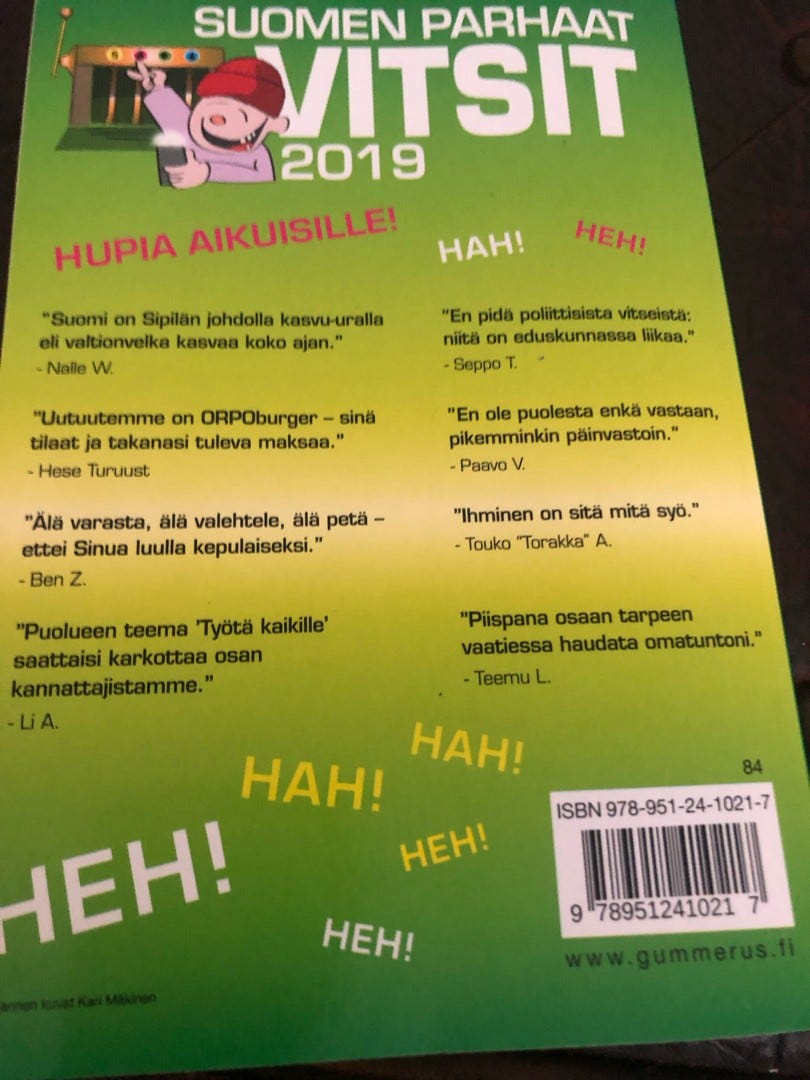 SUOMEN PARHAAT
VITSIT
2019
HUPIA AIKUISILLE!
HAH!
HEH!
"Suomi on Sipilän johdolla kasvu-uralla
eli valtionvelka kasvaa koko ajan."
- Nalle W.
"Uutuutemme on ORPOburger – sinä
tilaat ja takanasi tuleva maksaa."
- Hese Turuust
"Älä varasta, älä valehtele, älä petä –
ettei Sinua luulla kepulaiseksi."
- Ben Z.
"Puolueen teema 'Työtä kaikille'
saattaisi karkottaa osan
kannattajistamme."
- Li A.
"En pidä poliittisista vitseistä;
niitä on eduskunnassa liikaa."
- Seppo T.
"En ole puolesta enkä vastaan,
pikemminkin päinvastoin."
- Paavo V.
"Ihminen on sitä mitä syö."
- Touko "Torakka" A.
"Piispana osaan tarpeen
vaatiessa haudata omatuntoni."
- Teemu L.
HAH!
HAH!
HEH!
HEH!
HEH!
84
ISBN 978-951-24-1021-7
9 789512 410217
www.gummerus.fi
kuvat Kari Mäkinen